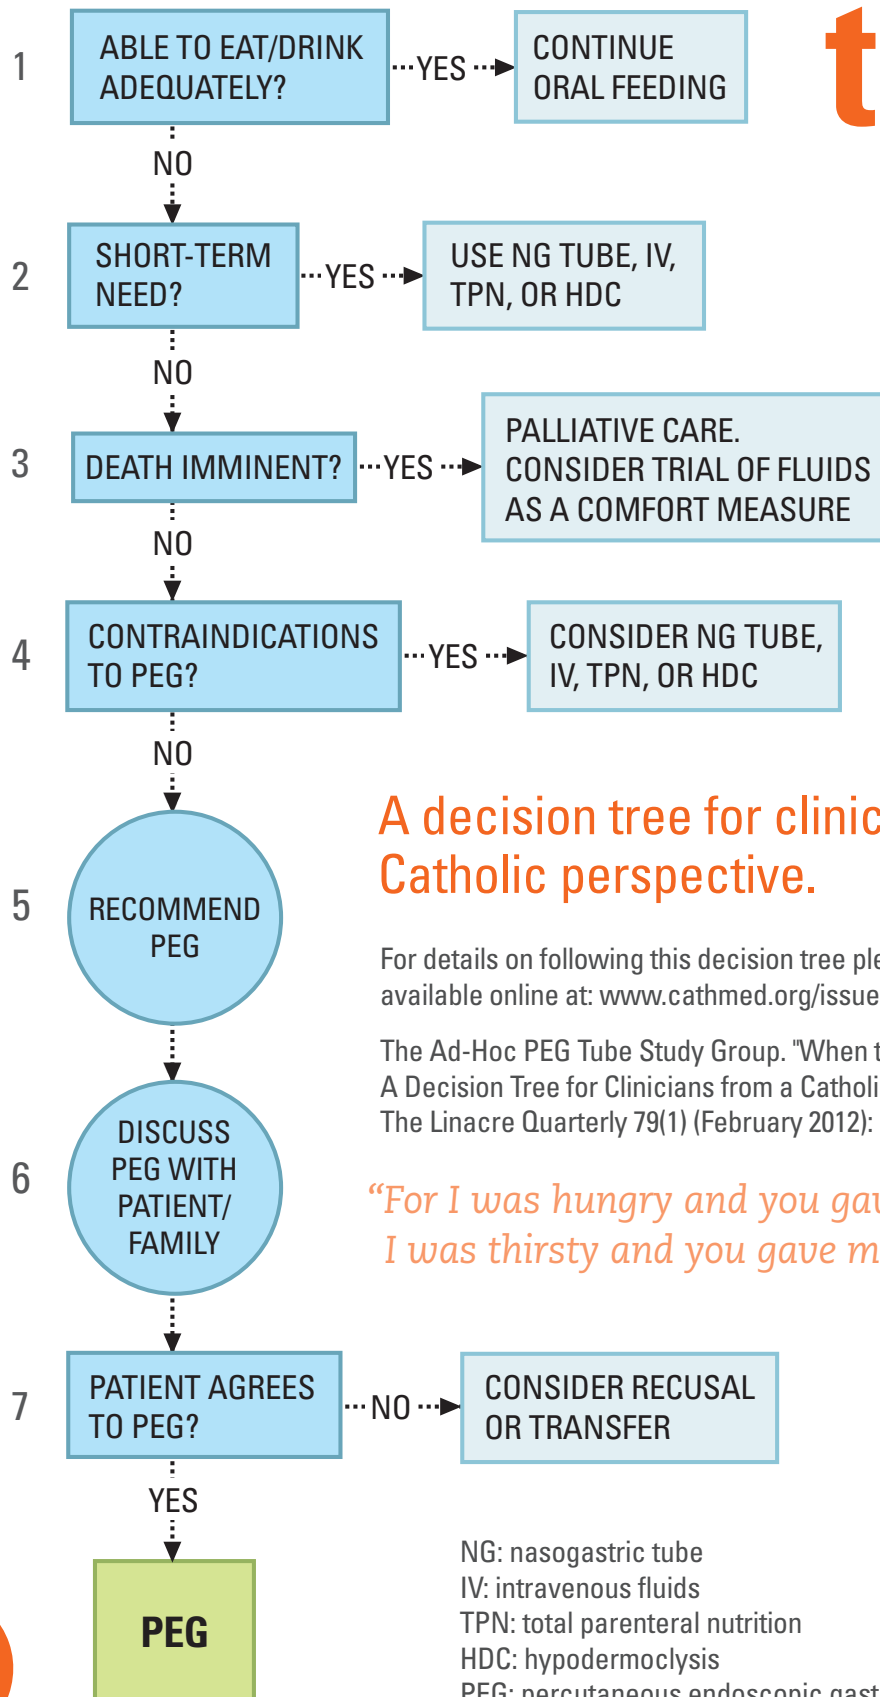 t
1
ABLE TO EAT/DRINK
ADEQUATELY?
YES
CONTINUE
ORAL FEEDING
NO
2
SHORT-TERM
NEED?
YES
USE NG TUBE, IV,
TPN, OR HDC
NO
3
DEATH IMMINENT?
YES
PALLIATIVE CARE.
CONSIDER TRIAL OF FLUIDS
AS A COMFORT MEASURE
NO
4
CONTRAINDICATIONS
TO PEG?
YES
CONSIDER NG TUBE,
IV, TPN, OR HDC
NO
A decision tree for clinic
Catholic perspective.
5
RECOMMEND
PEG
For details on following this decision tree ple
available online at: www.cathmed.org/issue
The Ad-Hoc PEG Tube Study Group. "When t
A Decision Tree for Clinicians from a Catholi
The Linacre Quarterly 79(1) (February 2012):
6
DISCUSS
PEG WITH
PATIENT/
FAMILY
“For I was hungry and you gav
I was thirsty and you gave m
7
PATIENT AGREES
TO PEG?
NO
CONSIDER RECUSAL
OR TRANSFER
YES
PEG
NG: nasogastric tube
IV: intravenous fluids
TPN: total parenteral nutrition
HDC: hypodermoclysis
PEG: percutaneous endoscopic gast